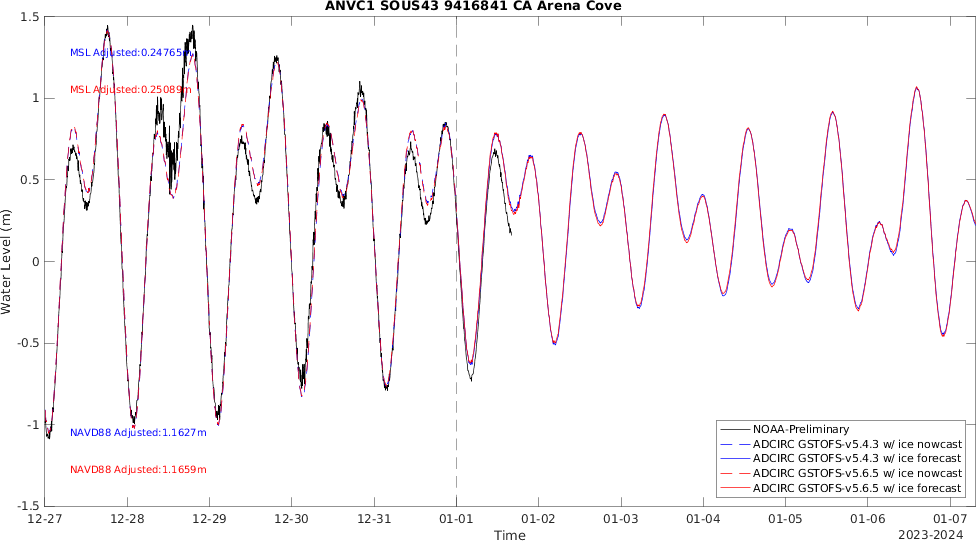 ANVC1 SOUS43 9416841 CA Arena Cove
1.5
MSL Adjusted:0.24765m
MSL Adjusted:0.25089m
1
0.5
0
Water Level (m)
-0.5
-1
NAVD88 Adjusted:1.1627m
NAVD88 Adjusted:1.1659m
-1.5
NOAA-Preliminary
ADCIRC GSTOFS-v5.4.3 w/ ice nowcast
ADCIRC GSTOFS-v5.4.3 w/ ice forecast
ADCIRC GSTOFS-v5.6.5 w/ ice nowcast
ADCIRC GSTOFS-v5.6.5 w/ ice forecast
12-27 12-28 12-29 12-30 12-31 01-01 01-02 01-03 01-04 01-05 01-06 01-07
Time
2023-2024